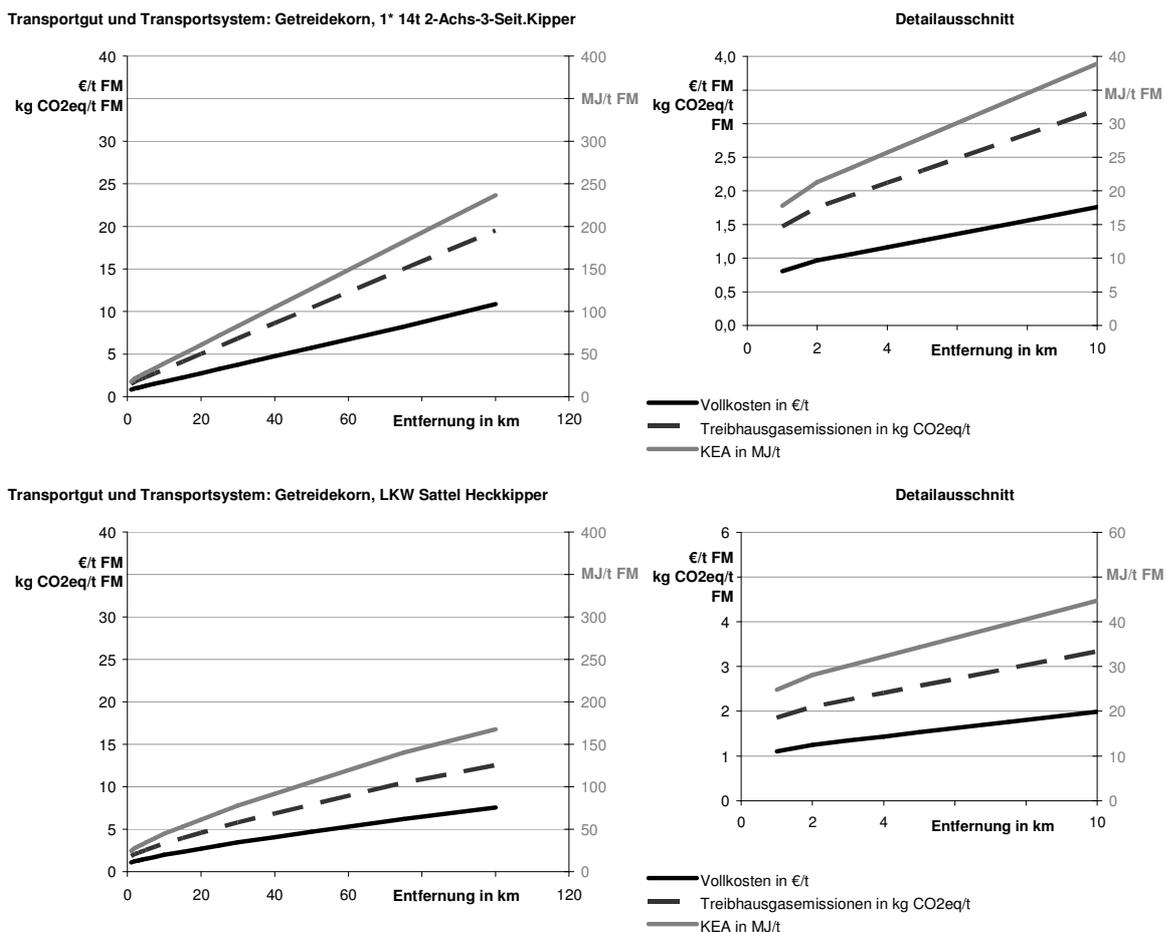 Transportgut und Transportsystem: Getreidekorn, 1* 14t 2-Achs-3-Seit.Kipper
40
€/t FM
kg CO2eq/t FM
30
25
20
15
10
5
0
400
MJ/t FM
300
250
200
150
100
50
0
0
20
40
60
Entfernung in km
120
Detailausschnitt
4,0
€/t FM
kg CO2eq/t
FM
2,5
2,0
1,5
1,0
0,5
0,0
40
MJ/t FM
30
25
20
15
10
5
0
0
2
4
Entfernung in km
10
Vollkosten in €/t
Treibhausgasemissionen in kg CO2eq/t
KEA in MJ/t
Transportgut und Transportsystem: Getreidekorn, LKW Sattel Heckkipper
40
€/t FM
kg CO2eq/t FM
30
25
20
15
10
5
0
400
MJ/t FM
300
250
200
150
100
50
0
0
20
40
60
Entfernung in km
120
Detailausschnitt
6
€/t FM
kg CO2eq/t
FM
4
3
2
1
0
60
MJ/t FM
40
30
20
10
0
0
2
4
Entfernung in km
10
Vollkosten in €/t
Treibhausgasemissionen in kg CO2eq/t
KEA in MJ/t